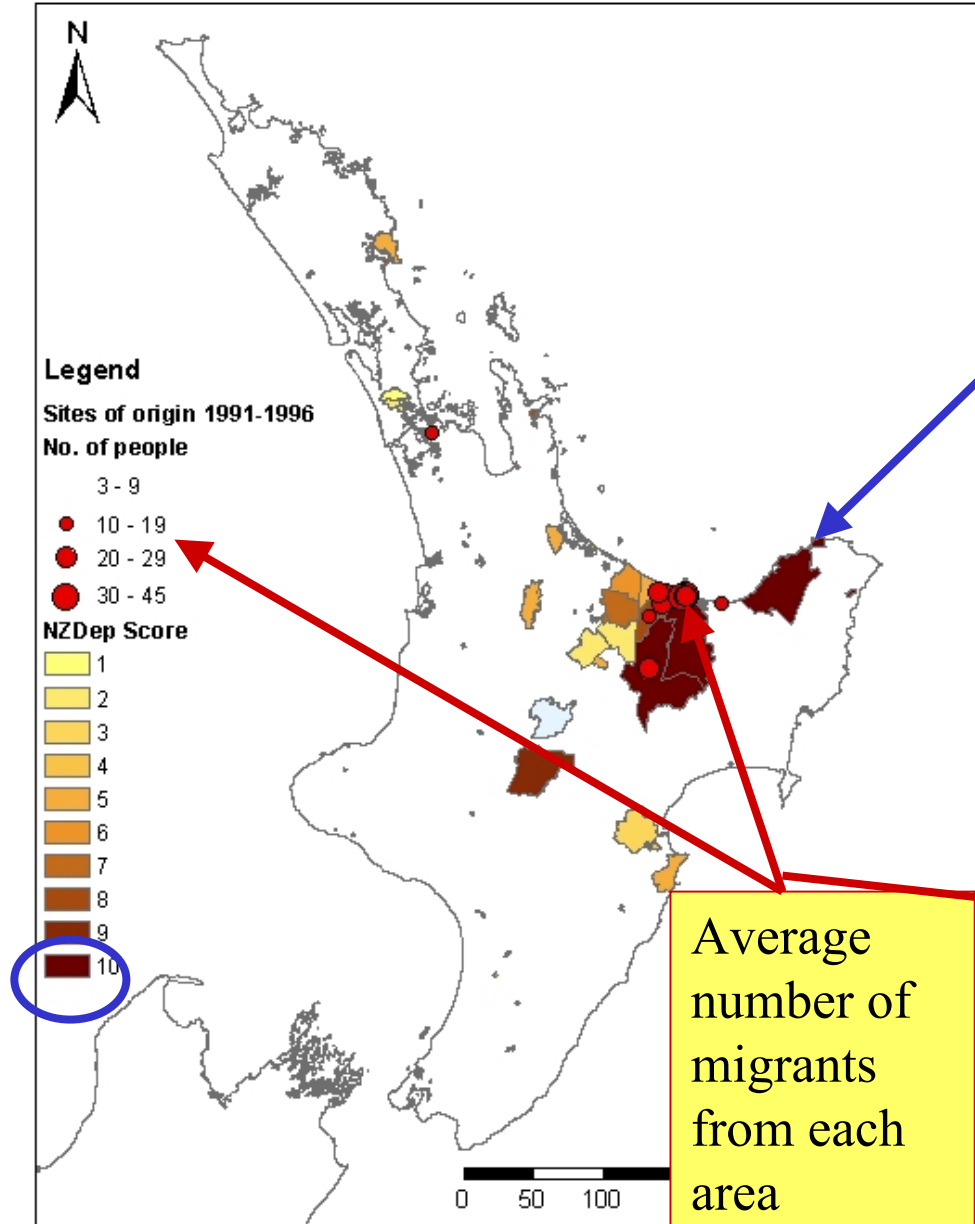 N
Legend
Sites of origin 1991-1996
No. of people
3 - 9
10 - 19
20 - 29
30 - 45
NZDep Score
1
2
3
4
5
6
7
8
9
10
Average
number of
migrants
from each
area
0 50 100